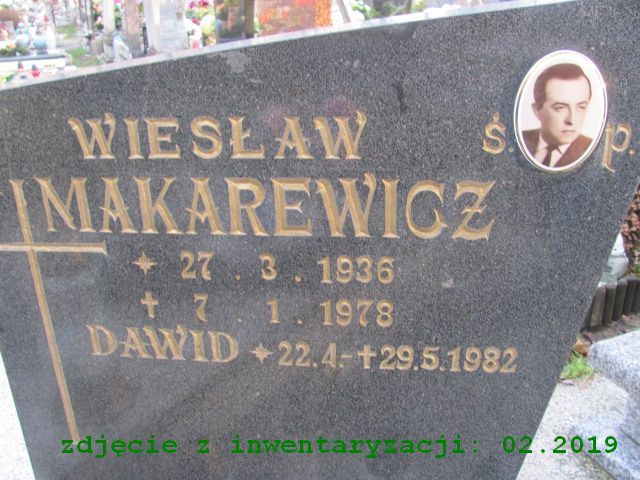 WIESŁAW Ś. P.
MAKAREWICZ
* 27 . 3 . 1936
† 7 . 1 . 1978
DAWID * 22.4.-†29.5.1982
zdjęcie z inwentaryzacji: 02.2019